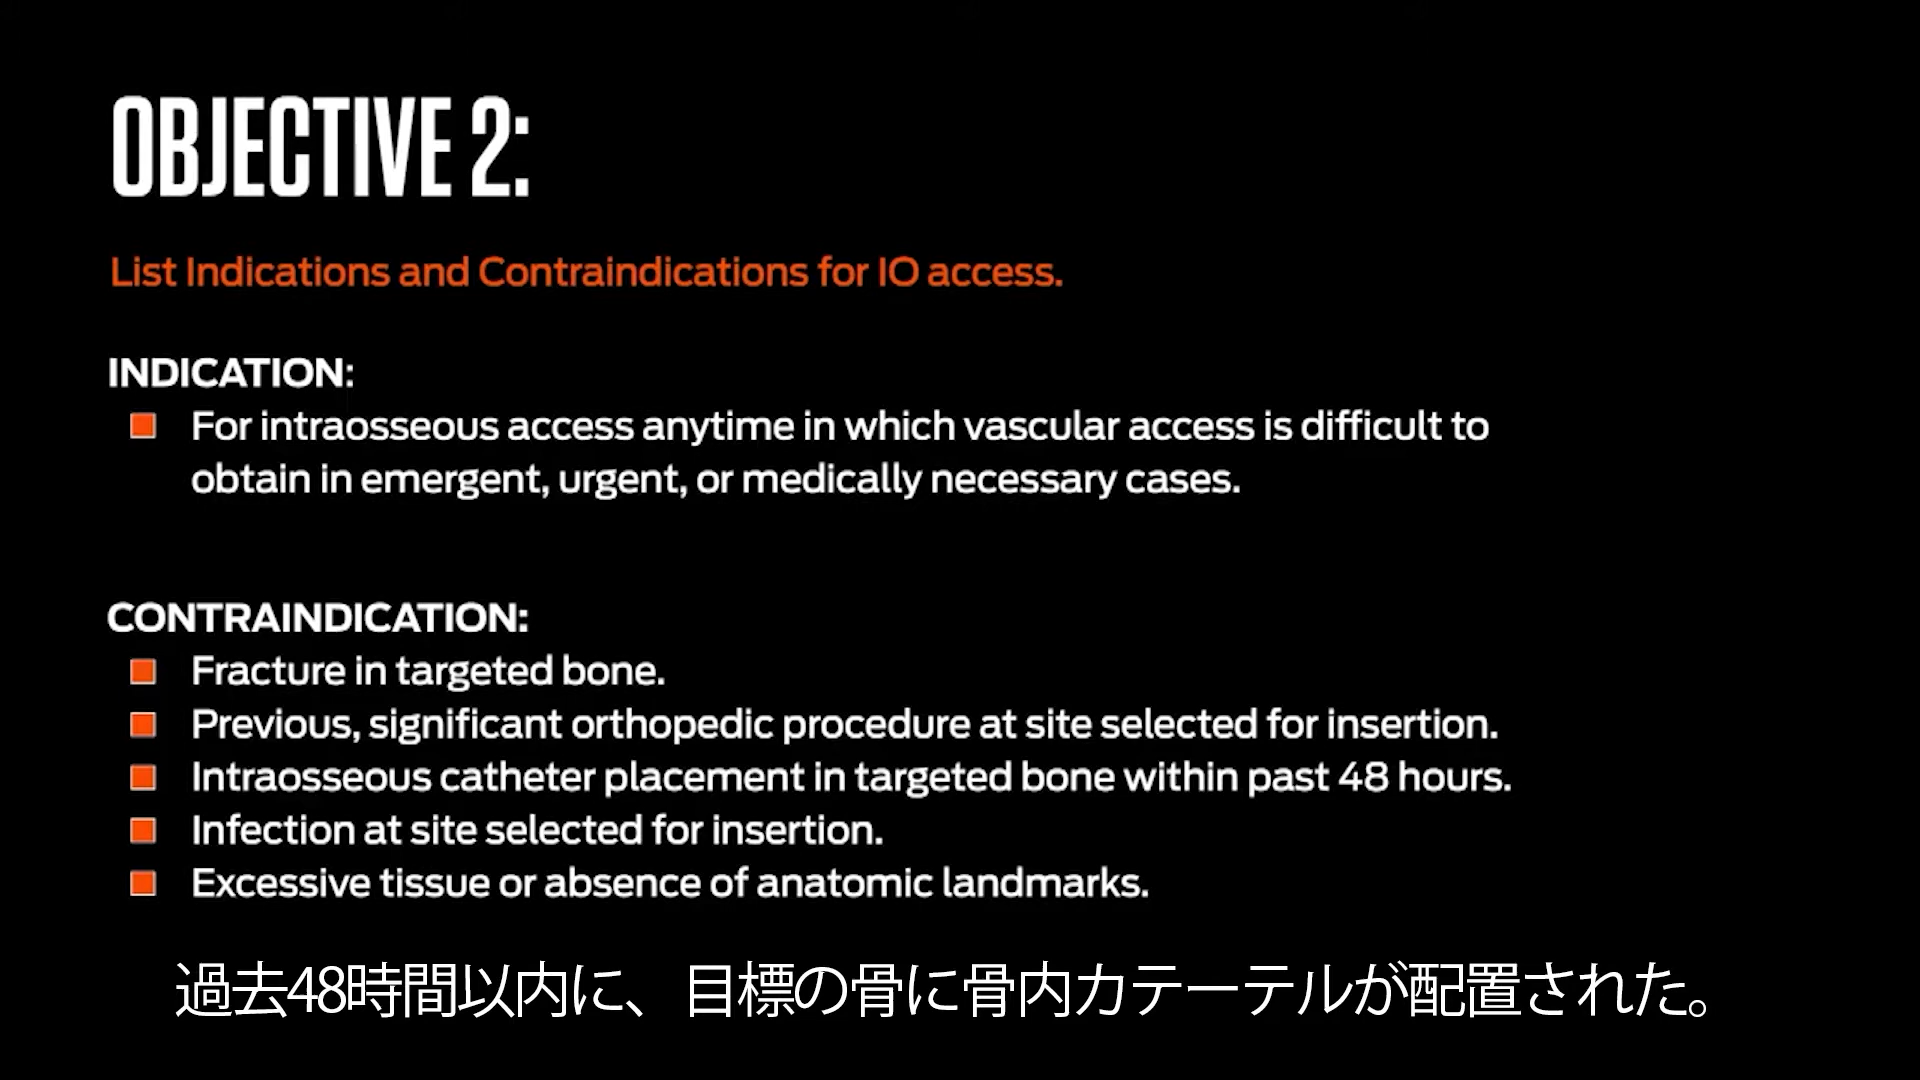 OBJECTIVE 2:
List Indications and Contraindications for IO access.
INDICATION:
For intraosseous access anytime in which vascular access is difficult to
obtain in emergent, urgent, or medically necessary cases.
CONTRAINDICATION:
Fracture in targeted bone.
Previous, significant orthopedic procedure at site selected for insertion.
Intraosseous catheter placement in targeted bone within past 48 hours.
Infection at site selected for insertion.
Excessive tissue or absence of anatomic landmarks.
過去48時間以内に、目標の骨に骨内カテーテルが配置された。